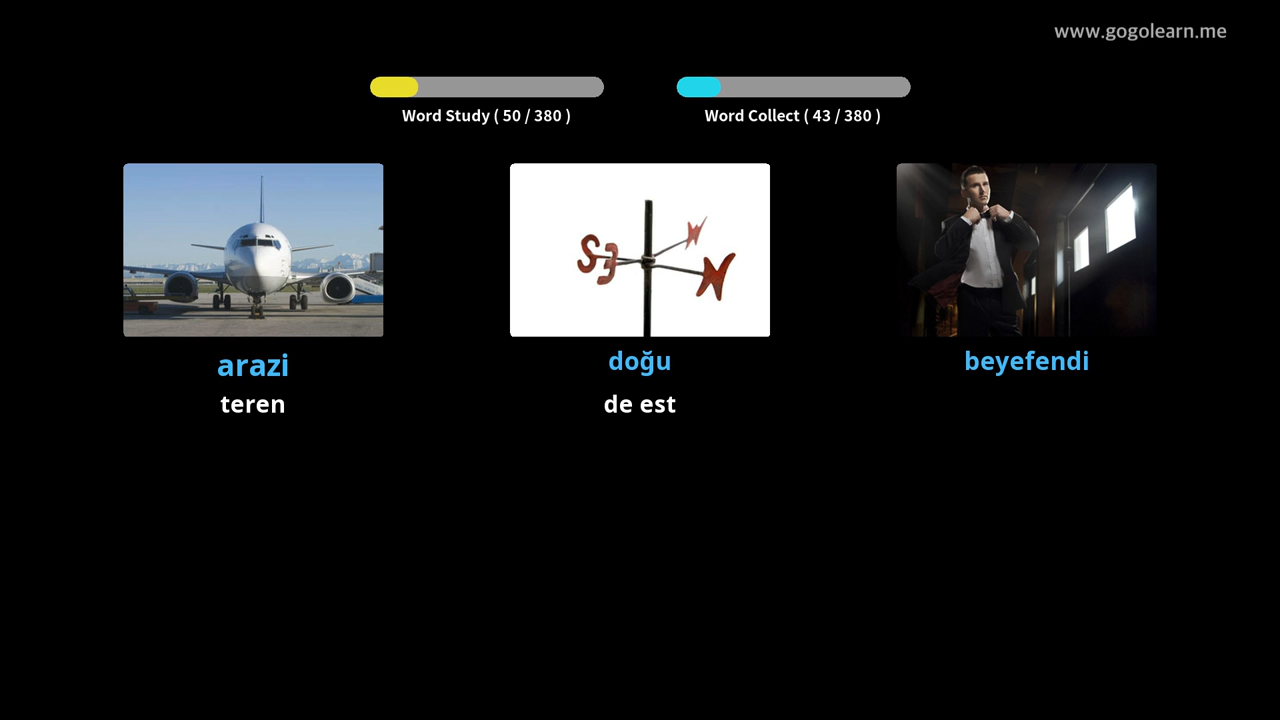 www.gogolearn.me
Word Study ( 50 / 380 )
Word Collect ( 43 / 380 )
S E N W
arazi
doğu
beyefendi
teren
de est